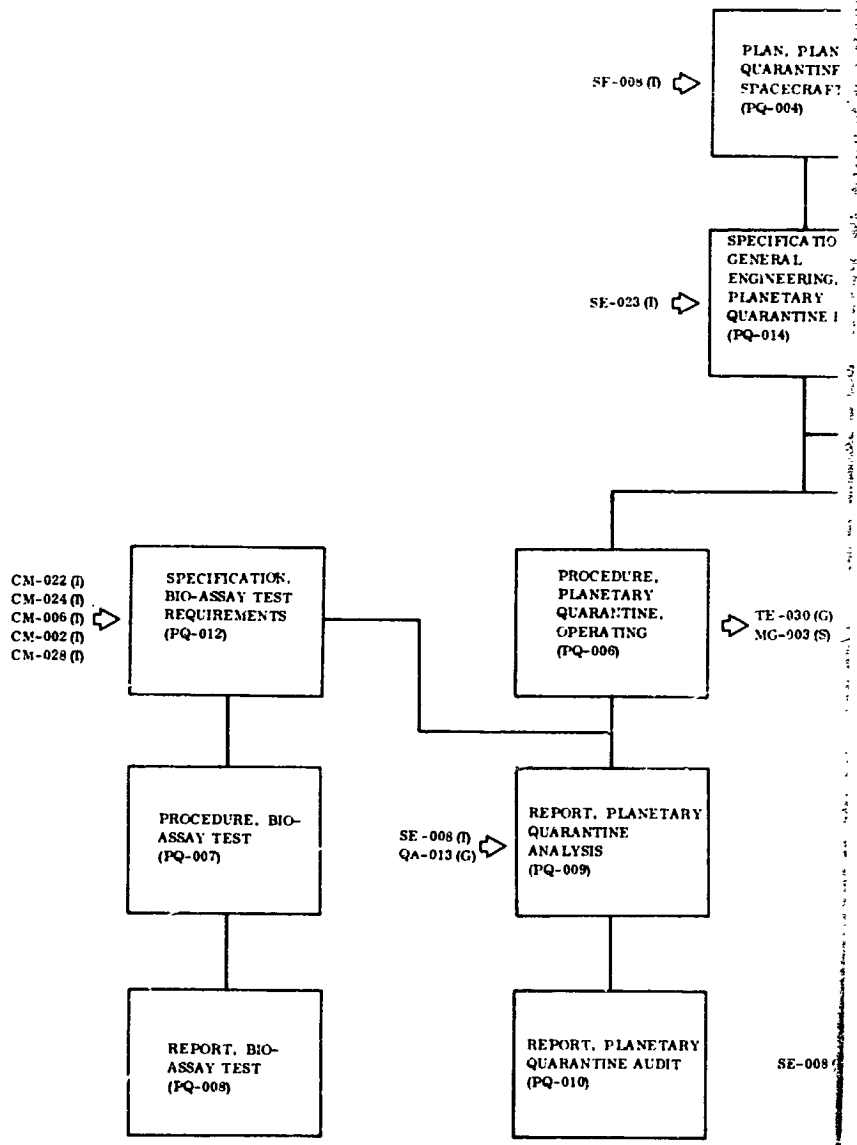 PLAN, PLAN
QUARANTINE
SPACECRAFT
(PQ-004)
SE-008 (I)
SPECIFICATIO
GENERAL
ENGINEERING,
PLANETARY
QUARANTINE
(PQ-014)
SE-023 (I)
CM-022 (I)
CM-024 (I)
CM-006 (I)
CM-002 (I)
CM-028 (I)
SPECIFICATION,
BIO-ASSAY TEST
REQUIREMENTS
(PQ-012)
PROCEDURE,
PLANETARY
QUARANTINE,
OPERATING
(PQ-006)
TE-030 (G)
MG-003 (S)
PROCEDURE, BIO-
ASSAY TEST
(PQ-007)
SE-008 (I)
QA-013 (G)
REPORT, PLANETARY
QUARANTINE
ANALYSIS
(PQ-009)
REPORT, BIO-
ASSAY TEST
(PQ-008)
REPORT, PLANETARY
QUARANTINE AUDIT
(PQ-010)
SE-008